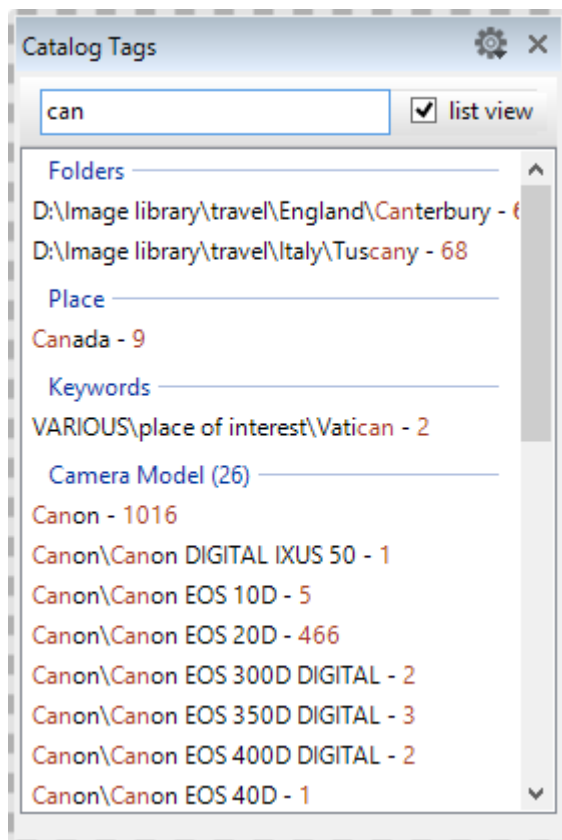 Catalog Tags
can
list view
Folders
D:\Image library\travel\England\Canterbury -
D:\Image library\travel\Italy\Tuscany - 68
Place
Canada - 9
Keywords
VARIOUS\place of interest\Vatican - 2
Camera Model (26)
Canon - 1016
Canon\Canon DIGITAL IXUS 50 - 1
Canon\Canon EOS 10D - 5
Canon\Canon EOS 20D - 466
Canon\Canon EOS 300D DIGITAL - 2
Canon\Canon EOS 350D DIGITAL - 3
Canon\Canon EOS 400D DIGITAL - 2
Canon\Canon EOS 40D - 1